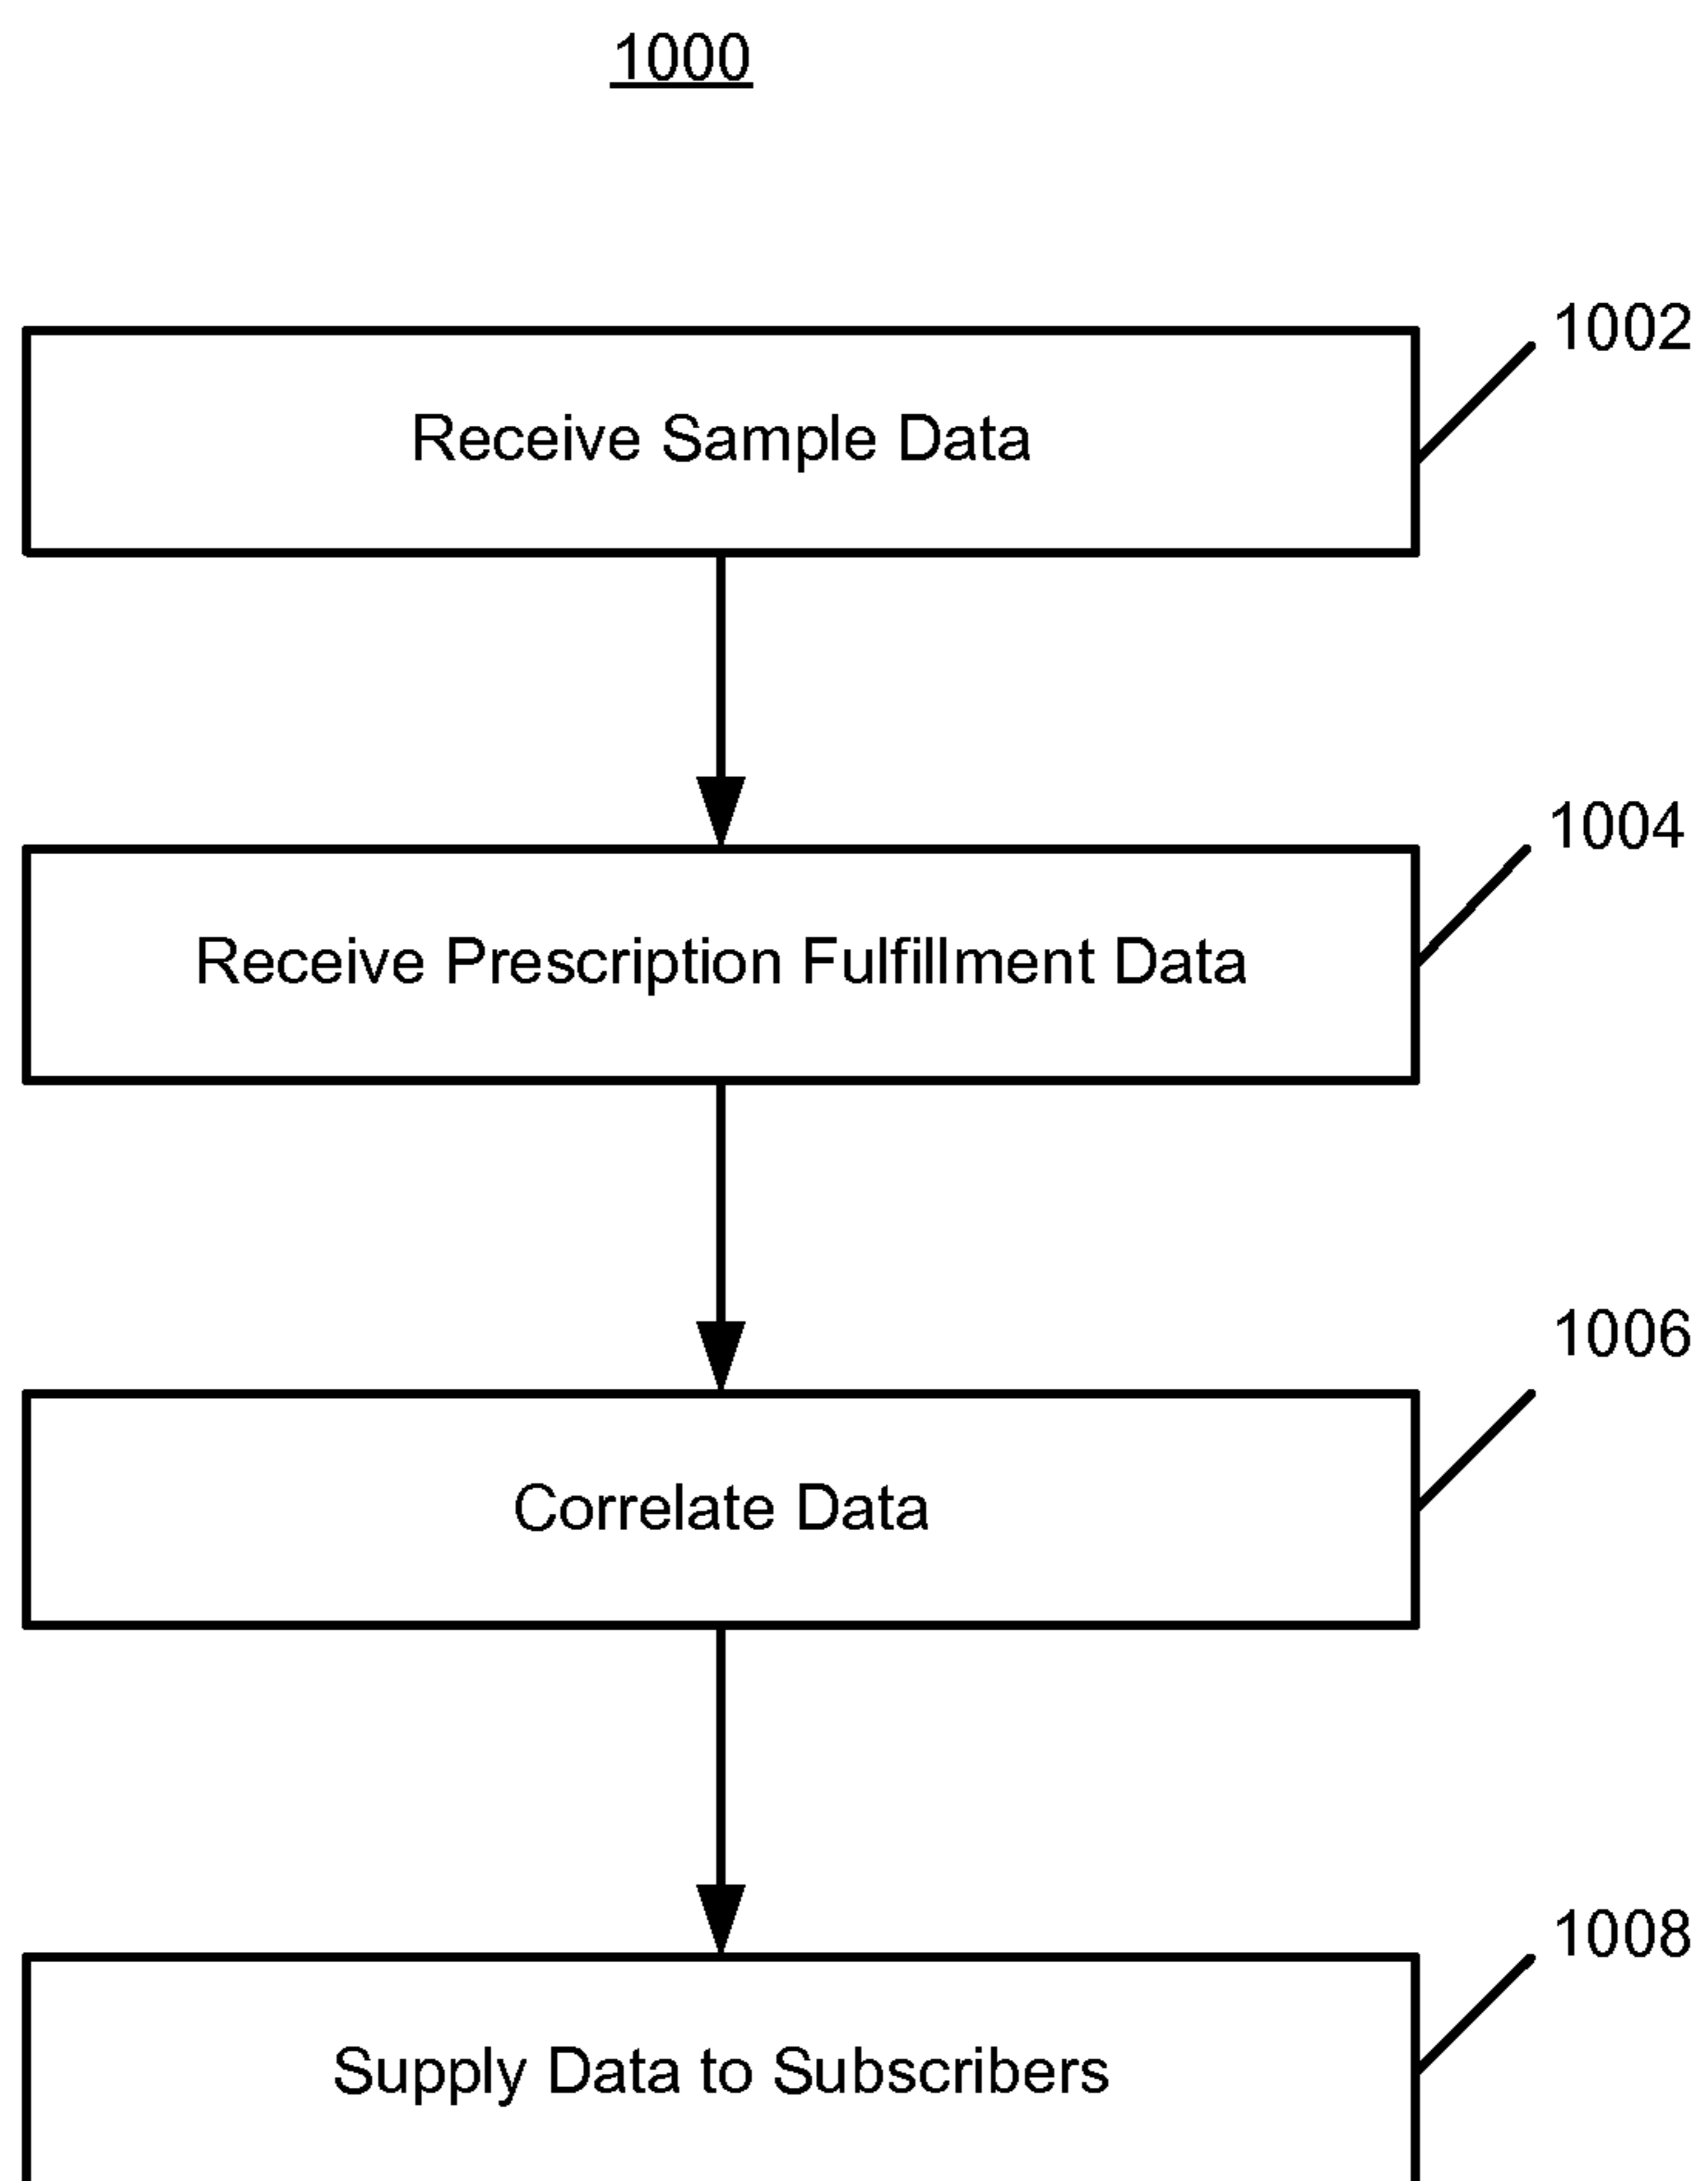 1000
1002
Receive Sample Data
1004
Receive Prescription Fulfillment Data
1006
Correlate Data
1008
Supply Data to Subscribers